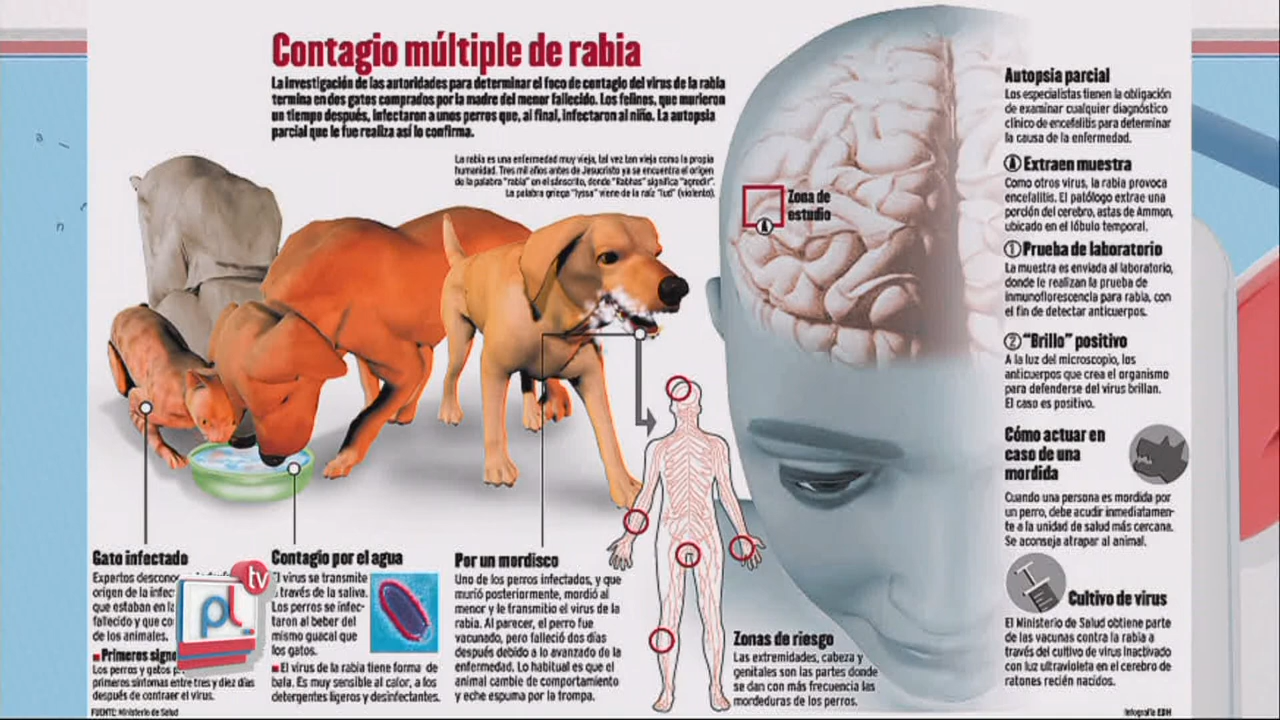 Contagio múltiple de rabia
La investigación de las autoridades para determinar el foco de contagio del virus de la rabia
termina en dos gatos comprados por la madre del menor fallecido. Los felinos, que murieron
un tiempo después, infectaron a unos perros que, al final, infectaron al niño. La autopsia
parcial que le fue realiza así lo confirma.
La rabia es una enfermedad muy vieja, tal vez tan vieja como la propia
humanidad. Tres mil años antes de Jesucristo ya se encuentra el origen
de la palabra "rabia" en el sánscrito, donde "Rabhas" significa "agredir".
La palabra griega "lyssa" viene de la raíz "lud" (violento).
Zona de
estudio
A
Autopsia parcial
Los especialistas tienen la obligación
de examinar cualquier diagnóstico
clínico de encefalitis para determinar
la causa de la enfermedad.
A Extraen muestra
Como otros virus, la rabia provoca
encefalitis. El patólogo extrae una
porción del cerebro, astas de Ammon,
ubicado en el lóbulo temporal.
1 Prueba de laboratorio
La muestra es enviada al laboratorio,
donde le realizan la prueba de
inmunoflorescencia para rabia, con
el fin de detectar anticuerpos.
2 "Brillo" positivo
A la luz del microscopio, los
anticuerpos que crea el organismo
para defenderse del virus brillan.
El caso es positivo.
Cómo actuar en
caso de una
mordida
Cuando una persona es mordida por
un perro, debe acudir inmediatamen-
te a la unidad de salud más cercana.
Se aconseja atrapar al animal.
Cultivo de virus
El Ministerio de Salud obtiene parte
de las vacunas contra la rabia a
través del cultivo de virus inactivado
con luz ultravioleta en el cerebro de
ratones recién nacidos.
Gato infectado
Expertos
origen de la
que estaban en
fallecido y que
de los animales.
Primeros
Los perros y gatos
primeros síntomas entre tres y diez días
después de contraer el virus.
Contagio por el agua
El virus se transmite
a través de la saliva.
Los perros se infec-
taron al beber del
mismo guacal que
los gatos.
El virus de la rabia tiene forma de
bala. Es muy sensible al calor, a los
detergentes ligeros y desinfectantes.
Por un mordisco
Uno de los perros infectados, y que
murió posteriormente, mordió al
menor y le transmitio el virus de la
rabia. Al parecer, el perro fue
vacunado, pero falleció dos días
después debido a lo avanzado de la
enfermedad. Lo habitual es que el
animal cambie de comportamiento
y eche espuma por la trompa.
Zonas de riesgo
Las extremidades, cabeza y
genitales son las partes donde
se dan con más frecuencia las
mordeduras de los perros.
FUENTE: Ministerio de Salud
Infografía EDH
pl
tv